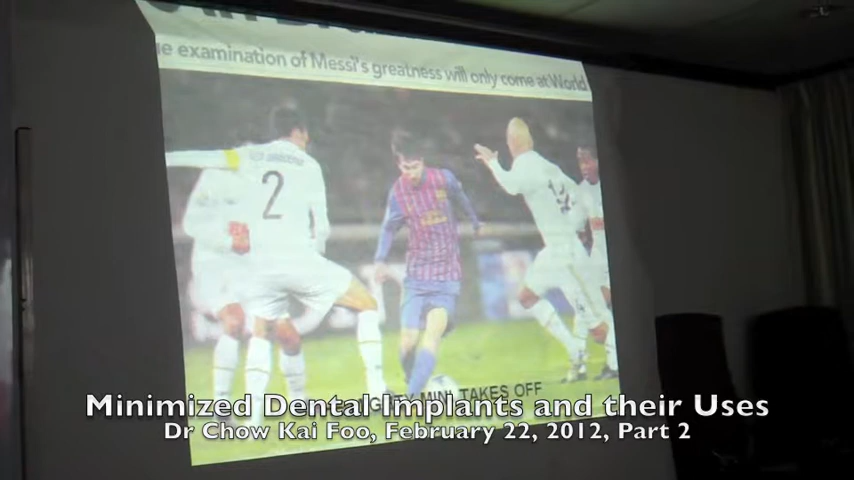 e examination of Messi's greatness will only come at World
2
12
TAKES OFF
Minimized Dental Implants and their Uses
Dr Chow Kai Foo, February 22, 2012, Part 2